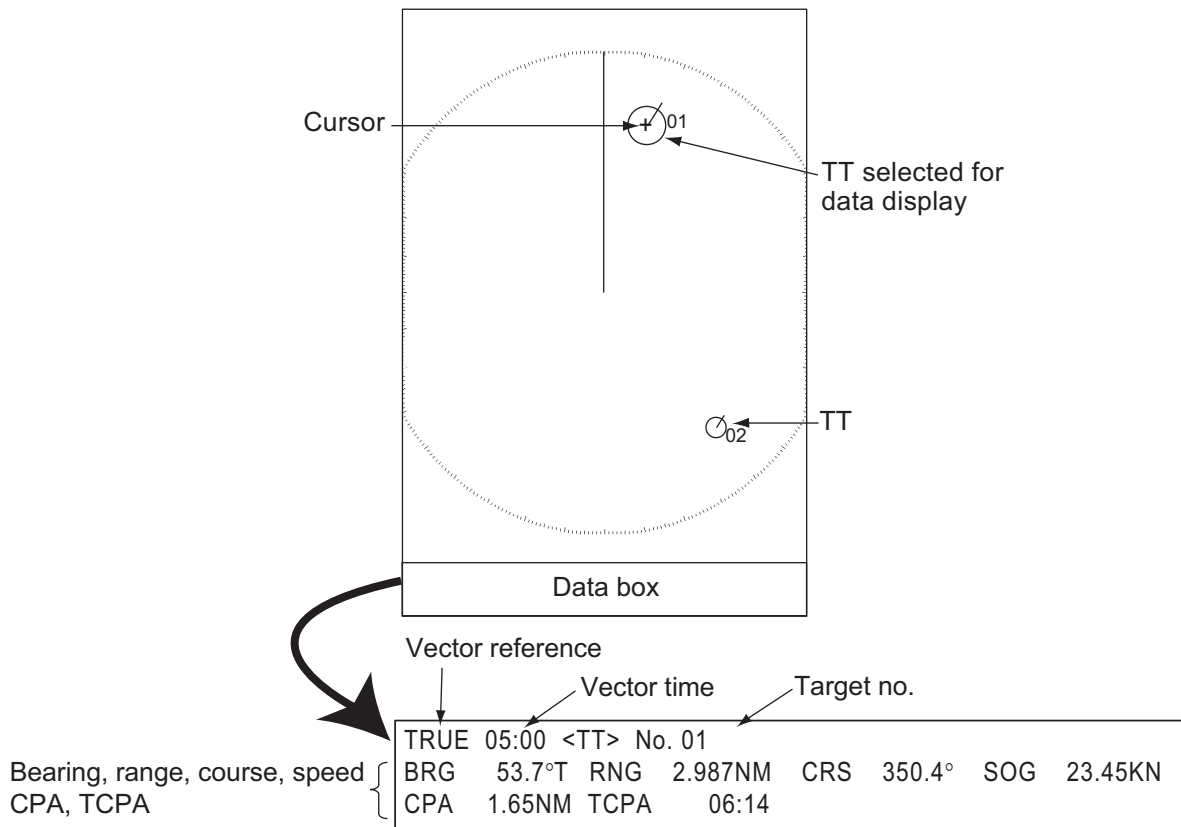 Cursor
01
TT selected for
data display
02
TT
Data box
Vector reference
Vector time
Target no.
TRUE 05:00 <TT> No. 01
Bearing, range, course, speed
BRG 53.7°T RNG 2.987NM CRS 350.4° SOG 23.45KN
CPA, TCPA
CPA 1.65NM TCPA 06:14